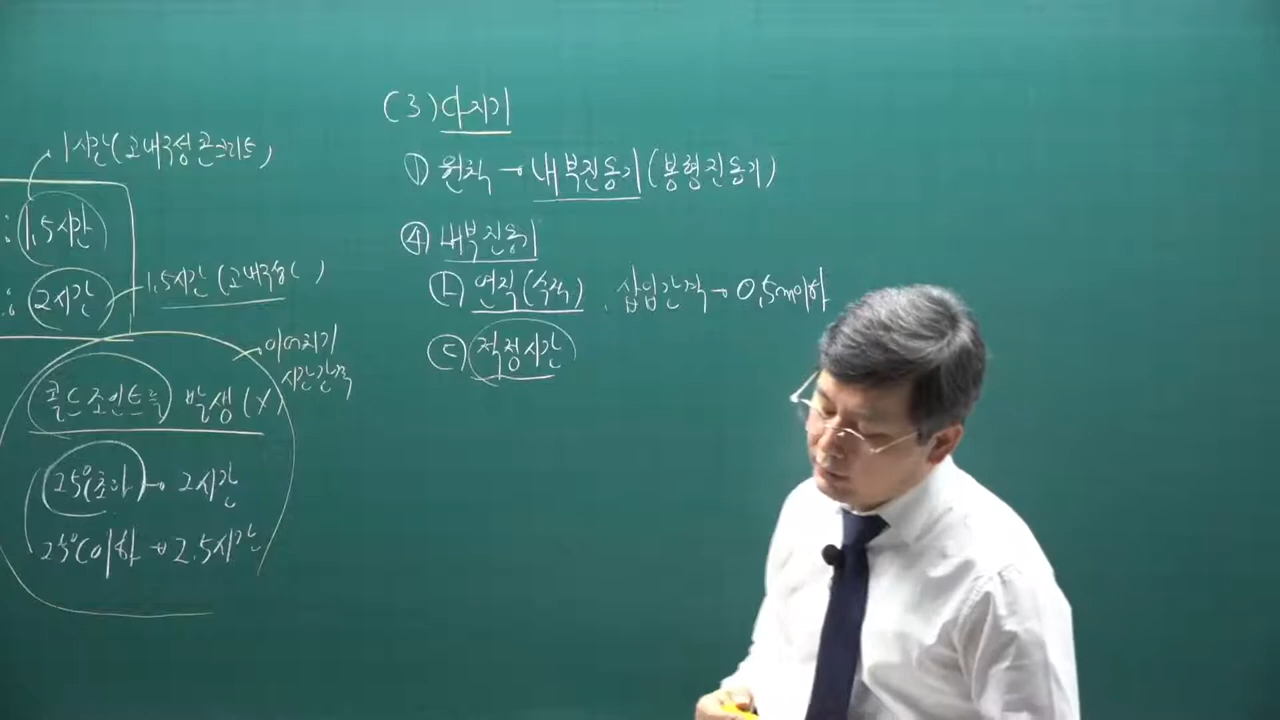 1시간(고내구성콘크리트)
: 1.5시간
: 2시간
1.5시간(고내구성C)
이어치기
시간간격
콜드조인트 발생(X)
25℃초과→ 2시간
25℃이하→2.5시간
(3)다지기
① 원칙→내부진동기(봉형진동기)
④ 내부진동기
㉡ 연직(수직), 삽입간격→0.5m이하
㉢ 적정시간